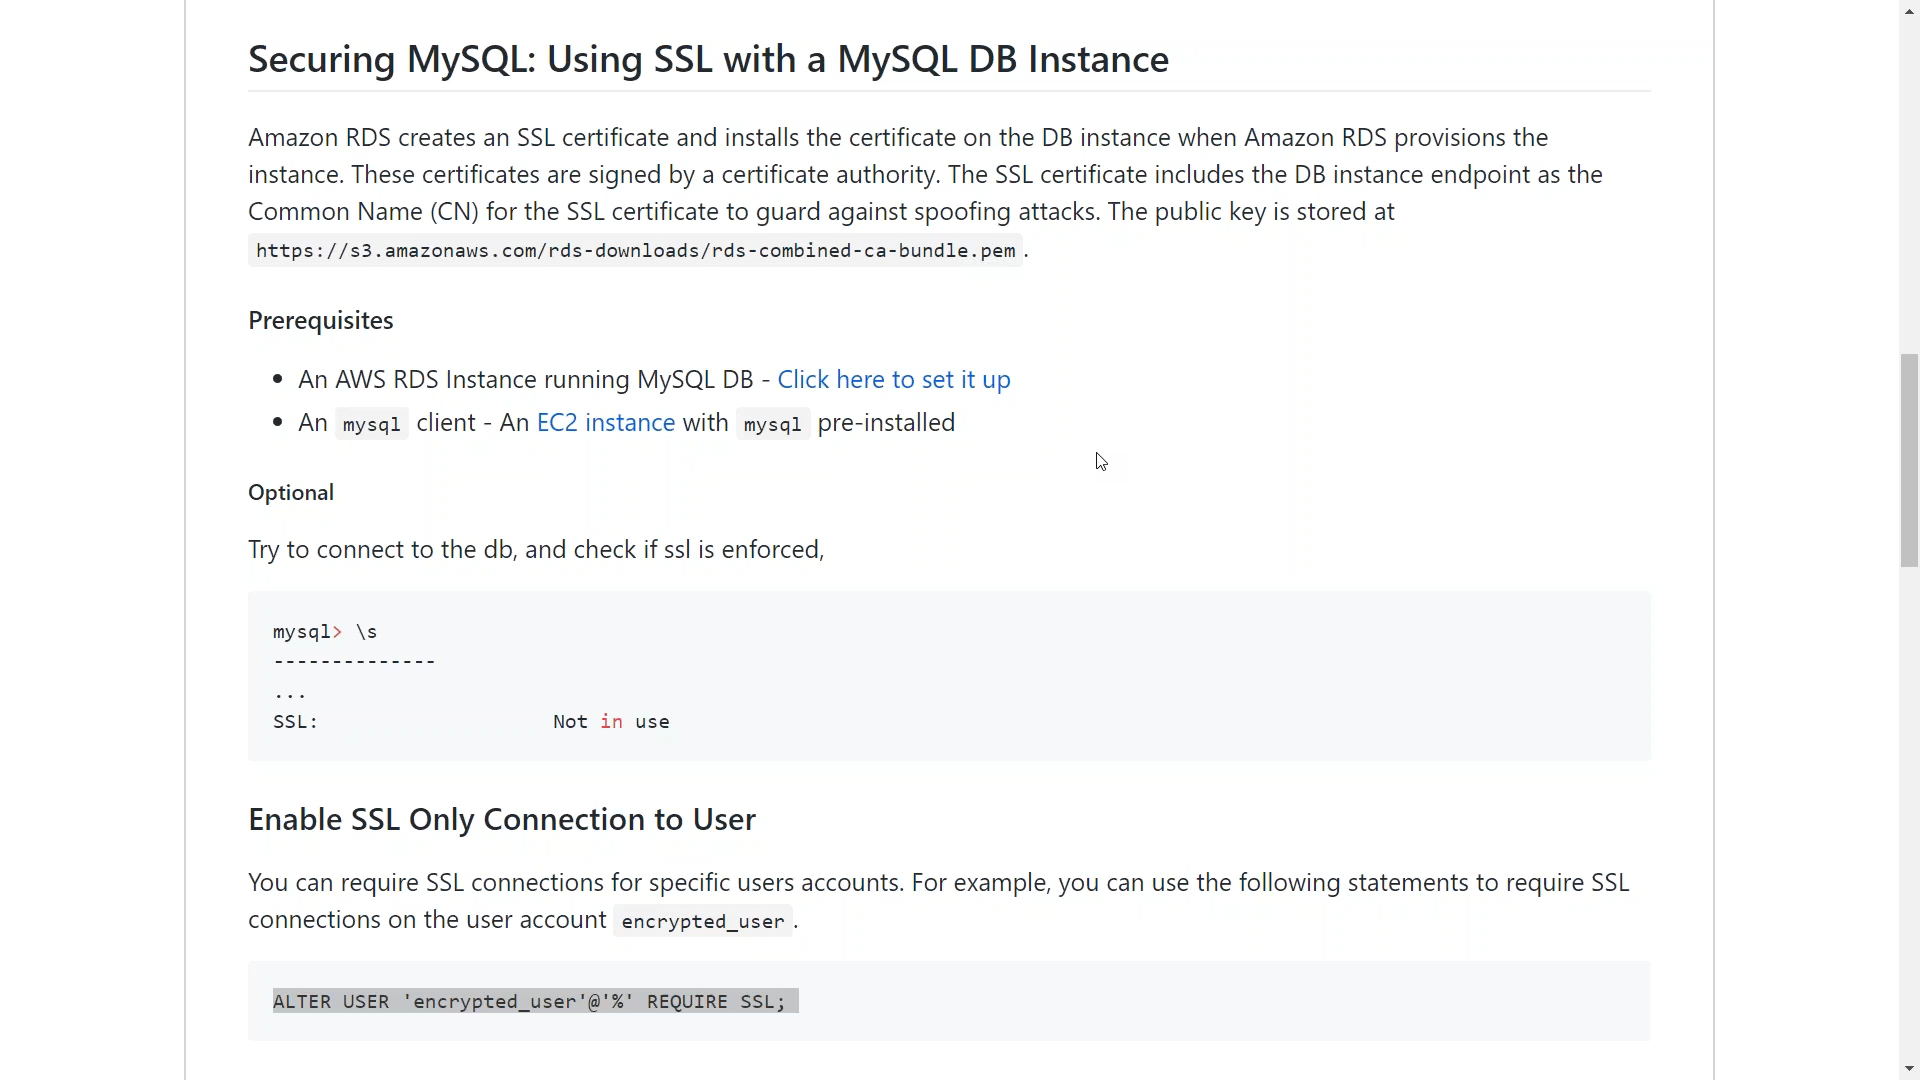 Securing MySQL: Using SSL with a MySQL DB Instance
Amazon RDS creates an SSL certificate and installs the certificate on the DB instance when Amazon RDS provisions the
instance. These certificates are signed by a certificate authority. The SSL certificate includes the DB instance endpoint as the
Common Name (CN) for the SSL certificate to guard against spoofing attacks. The public key is stored at
https://s3.amazonaws.com/rds-downloads/rds-combined-ca-bundle.pem .
Prerequisites
• An AWS RDS Instance running MySQL DB - Click here to set it up
• An mysql client - An EC2 instance with mysql pre-installed
Optional
Try to connect to the db, and check if ssl is enforced,
mysql> \s
--------------
...
SSL: Not in use
Enable SSL Only Connection to User
You can require SSL connections for specific users accounts. For example, you can use the following statements to require SSL
connections on the user account encrypted_user .
ALTER USER 'encrypted_user'@'%' REQUIRE SSL;